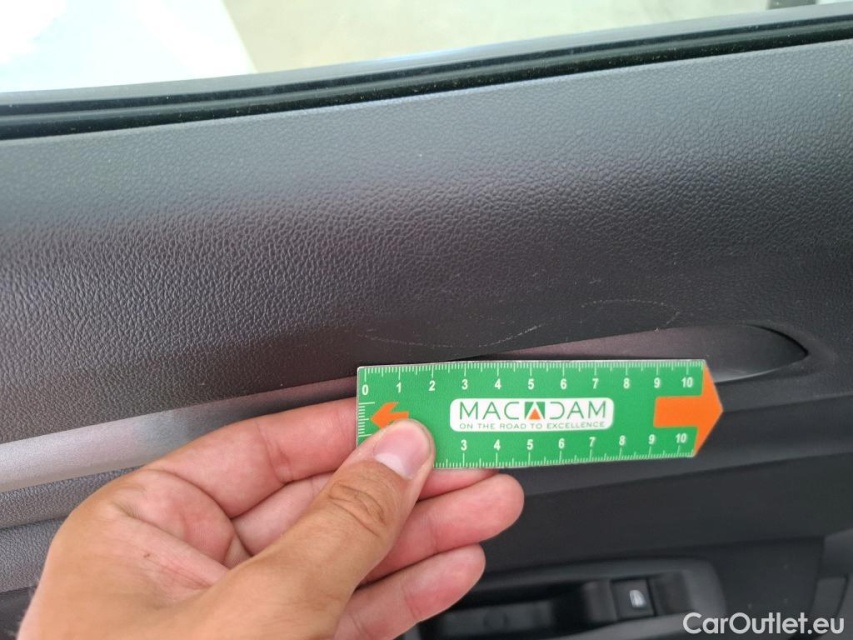 0 1 2 3 4 5 6 7 8 9 10
MACADAM
ON THE ROAD TO EXCELLENCE
3 4 5 6 7 8 9 10
CarOutlet.eu